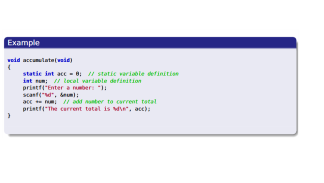 Example
void accumulate(void)
{
static int acc = 0; // static variable definition
int num; // local variable definition
printf("Enter a number: ");
scanf("%d", &num);
acc += num; // add number to current total
printf("The current total is %d\n", acc);
}